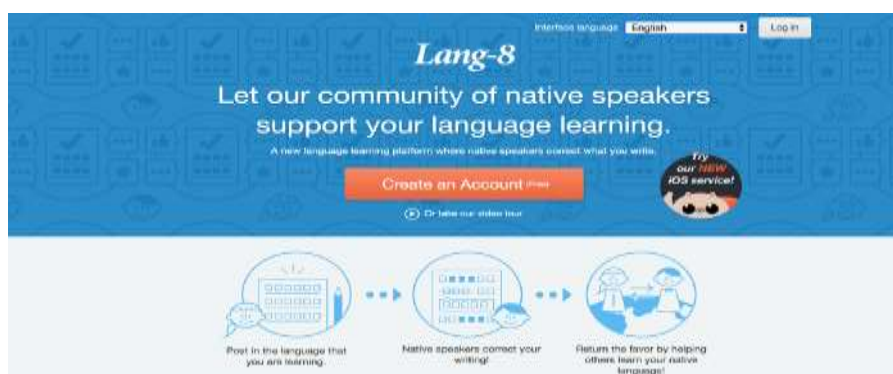 Interface language English Log in
Lang-8
Let our community of native speakers
support your language learning.
A new language learning platform where native speakers correct what you write.
Try
our NEW
iOS service!
Create an Account (Free)
Or take our video tour
Post in the language that
you are learning.
Native speakers correct your
writing!
Return the favor by helping
others learn your native
language!